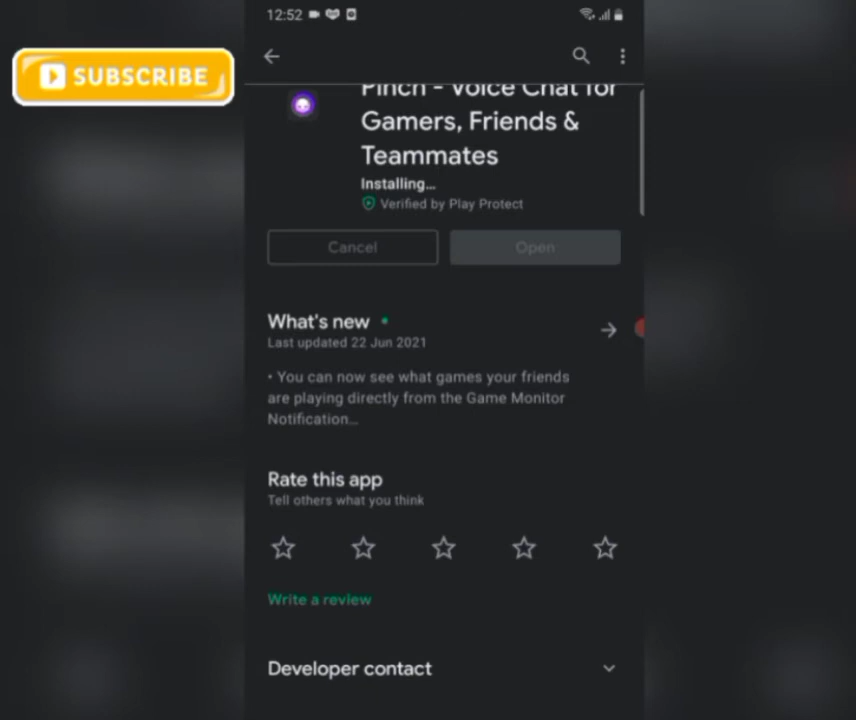 12:52
SUBSCRIBE
Pinch - Voice Chat for
Gamers, Friends &
Teammates
Installing...
Verified by Play Protect
Cancel
Open
What's new
Last updated 22 Jun 2021
• You can now see what games your friends
are playing directly from the Game Monitor
Notification...
Rate this app
Tell others what you think
Write a review
Developer contact